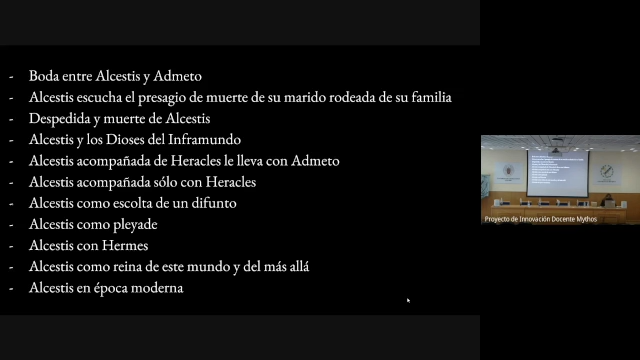 - Boda entre Alcestis y Admeto
- Alcestis escucha el presagio de muerte de su marido rodeada de su familia
- Despedida y muerte de Alcestis
- Alcestis y los Dioses del Inframundo
- Alcestis acompañada de Heracles le lleva con Admeto
- Alcestis acompañada sólo con Heracles
- Alcestis como escolta de un difunto
- Alcestis como pleyade
- Alcestis con Hermes
- Alcestis como reina de este mundo y del más allá
- Alcestis en época moderna
Proyecto de Innovación Docente Mythos